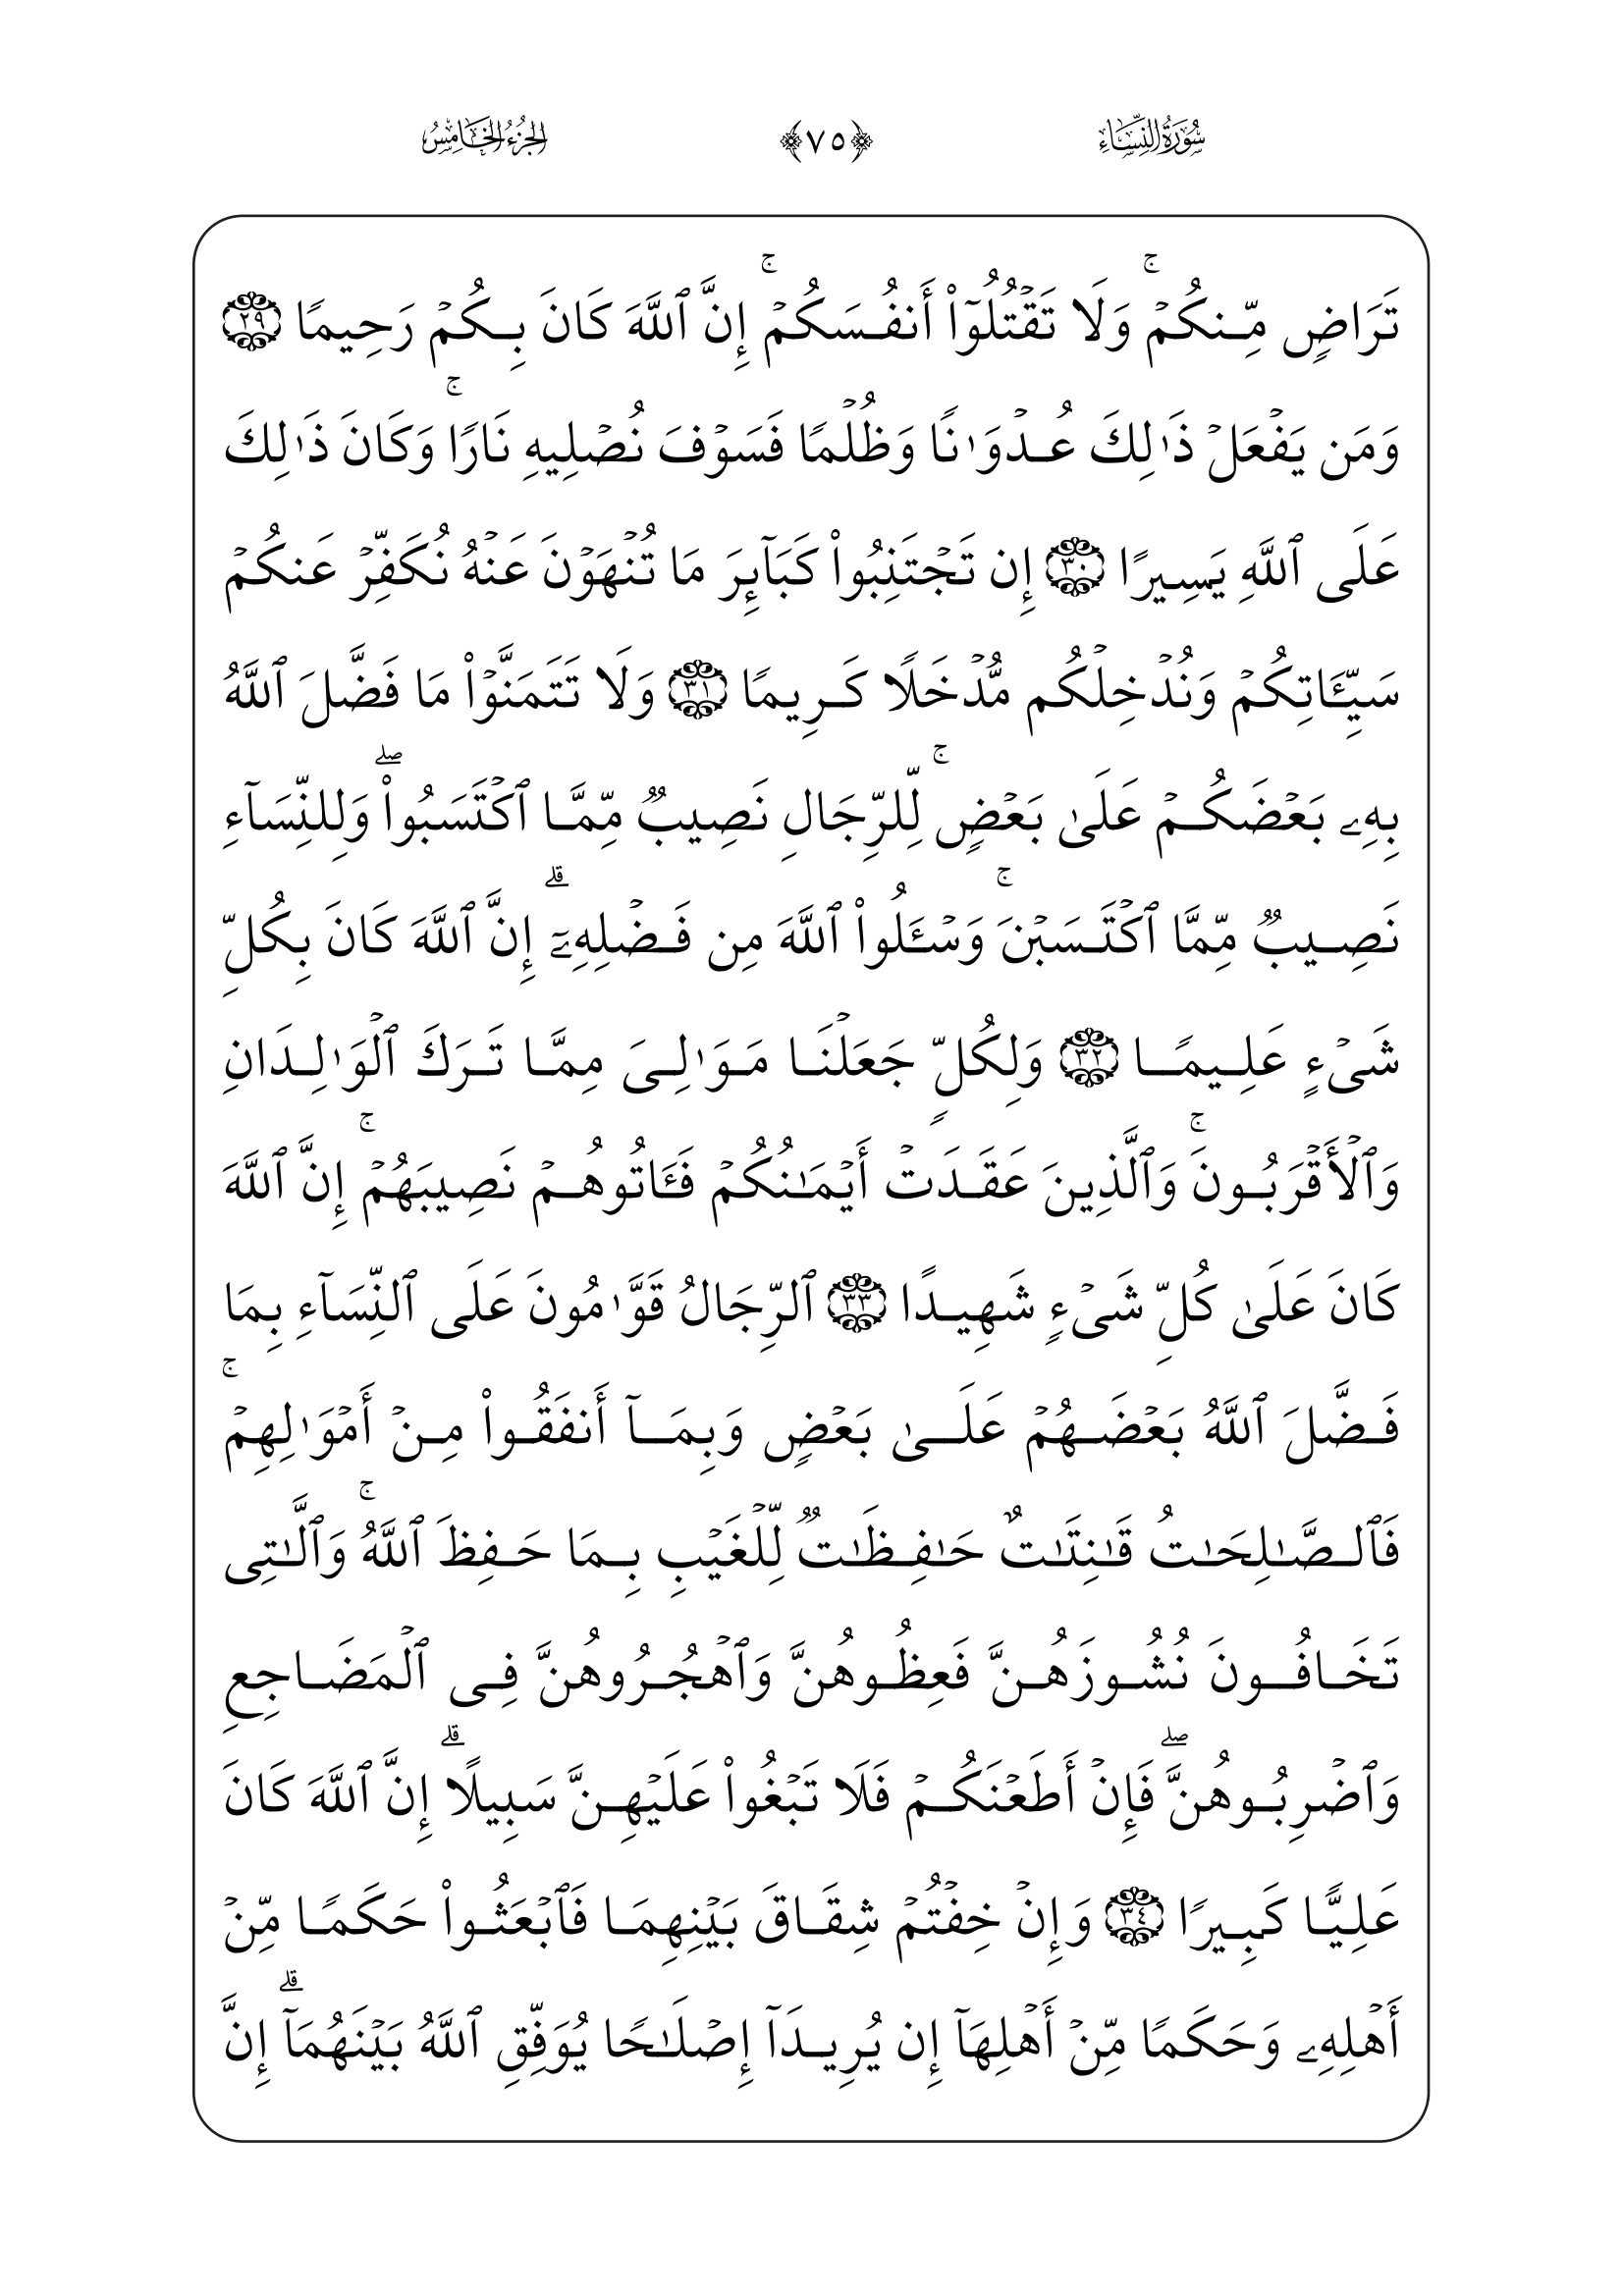 سُورَةُ النِّسَاءِ ﴿٧٥﴾ الجُزْءُ الخَامِسُ
تَرَاضٍ مِّنكُمۡۚ وَلَا تَقۡتُلُوٓاْ أَنفُسَكُمۡۚ إِنَّ ٱللَّهَ كَانَ بِكُمۡ رَحِيمًا ٢٩
وَمَن يَفۡعَلۡ ذَٰلِكَ عُدۡوَٰنًا وَظُلۡمًا فَسَوۡفَ نُصۡلِيهِ نَارًاۚ وَكَانَ ذَٰلِكَ
عَلَى ٱللَّهِ يَسِيرًا ٣٠ إِن تَجۡتَنِبُواْ كَبَآئِرَ مَا تُنۡهَوۡنَ عَنۡهُ نُكَفِّرۡ عَنكُمۡ
سَيِّـَٔاتِكُمۡ وَنُدۡخِلۡكُم مُّدۡخَلًا كَرِيمًا ٣١ وَلَا تَتَمَنَّوۡاْ مَا فَضَّلَ ٱللَّهُ
بِهِۦ بَعۡضَكُمۡ عَلَىٰ بَعۡضٍۚ لِّلرِّجَالِ نَصِيبٌ مِّمَّا ٱكۡتَسَبُواْۖ وَلِلنِّسَآءِ
نَصِيبٌ مِّمَّا ٱكۡتَسَبۡنَۚ وَسۡـَٔلُواْ ٱللَّهَ مِن فَضۡلِهِۦٓۗ إِنَّ ٱللَّهَ كَانَ بِكُلِّ
شَىۡءٍ عَلِيمًا ٣٢ وَلِكُلٍّ جَعَلۡنَا مَوَٰلِىَ مِمَّا تَرَكَ ٱلۡوَٰلِدَانِ
وَٱلۡأَقۡرَبُونَۚ وَٱلَّذِينَ عَقَدَتۡ أَيۡمَٰنُكُمۡ فَـَٔاتُوهُمۡ نَصِيبَهُمۡۚ إِنَّ ٱللَّهَ
كَانَ عَلَىٰ كُلِّ شَىۡءٍ شَهِيدًا ٣٣ ٱلرِّجَالُ قَوَّٰمُونَ عَلَى ٱلنِّسَآءِ بِمَا
فَضَّلَ ٱللَّهُ بَعۡضَهُمۡ عَلَىٰ بَعۡضٍ وَبِمَآ أَنفَقُواْ مِنۡ أَمۡوَٰلِهِمۡۚ
فَٱلصَّٰلِحَٰتُ قَٰنِتَٰتٌ حَٰفِظَٰتٌ لِّلۡغَيۡبِ بِمَا حَفِظَ ٱللَّهُۚ وَٱلَّٰتِى
تَخَافُونَ نُشُوزَهُنَّ فَعِظُوهُنَّ وَٱهۡجُرُوهُنَّ فِى ٱلۡمَضَاجِعِ
وَٱضۡرِبُوهُنَّۖ فَإِنۡ أَطَعۡنَكُمۡ فَلَا تَبۡغُواْ عَلَيۡهِنَّ سَبِيلًاۗ إِنَّ ٱللَّهَ كَانَ
عَلِيًّا كَبِيرًا ٣٤ وَإِنۡ خِفۡتُمۡ شِقَاقَ بَيۡنِهِمَا فَٱبۡعَثُواْ حَكَمًا مِّنۡ
أَهۡلِهِۦ وَحَكَمًا مِّنۡ أَهۡلِهَآ إِن يُرِيدَآ إِصۡلَٰحًا يُوَفِّقِ ٱللَّهُ بَيۡنَهُمَآۗ إِنَّ